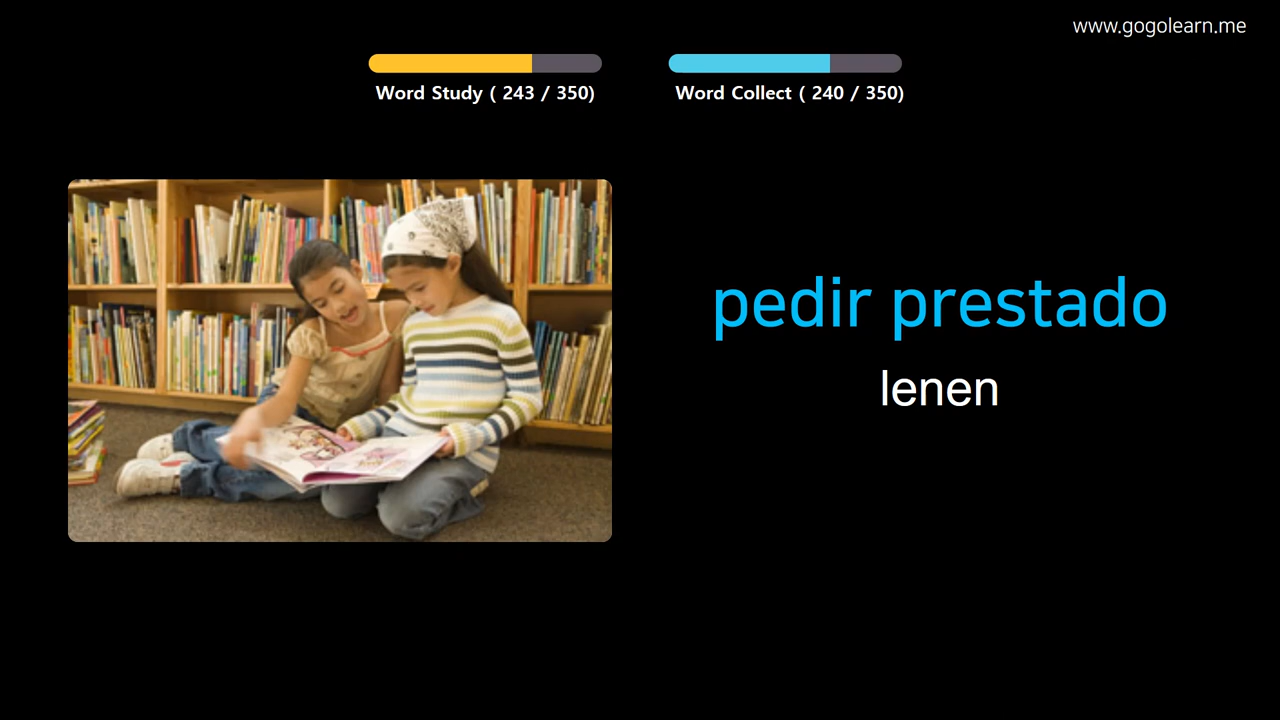 www.gogolearn.me
Word Study ( 243 / 350)
Word Collect ( 240 / 350)
pedir prestado
lenen